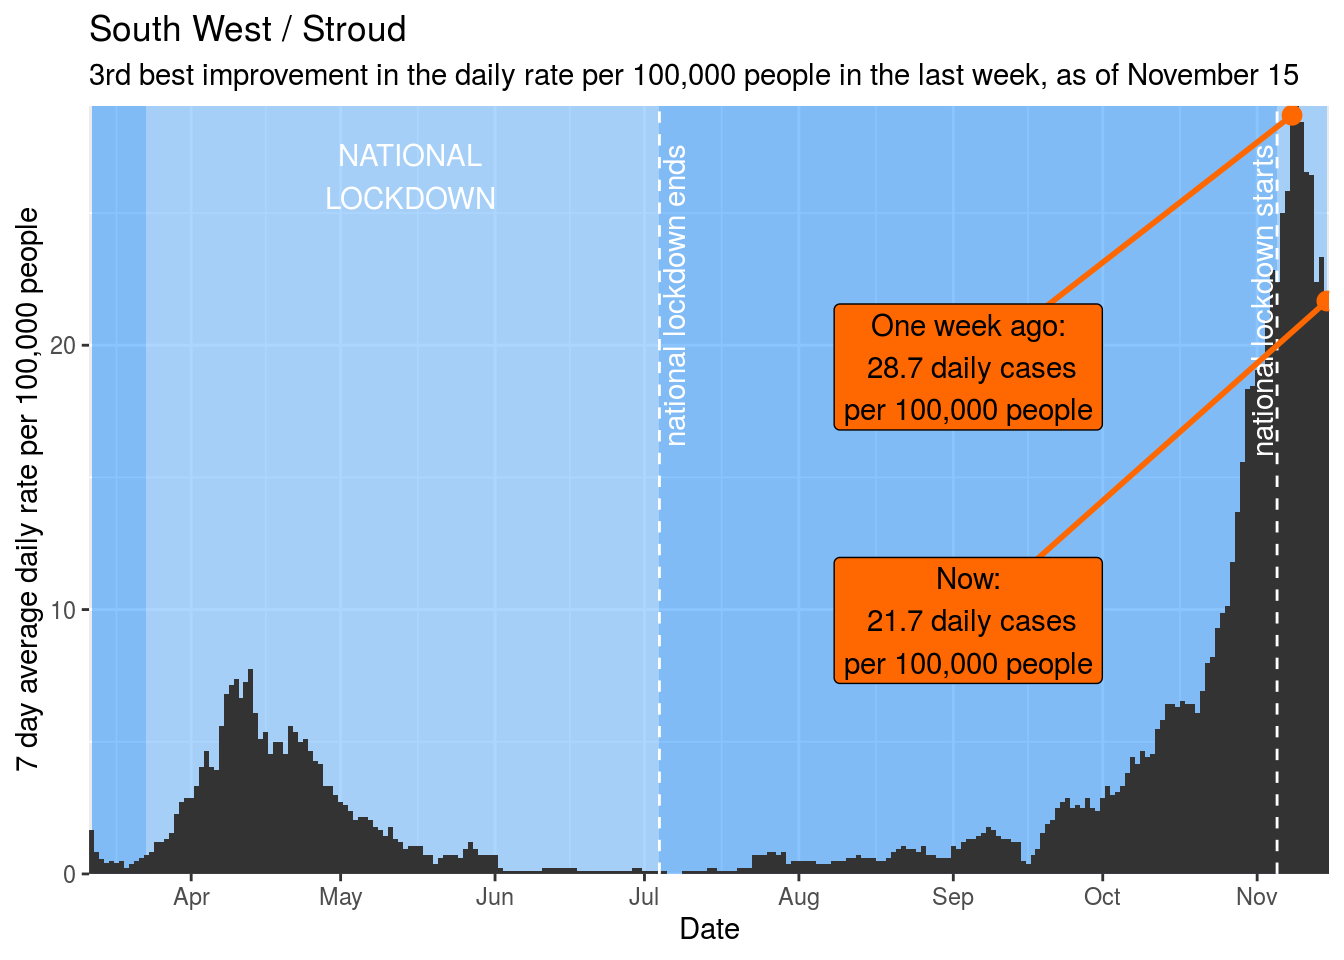 South West / Stroud
3rd best improvement in the daily rate per 100,000 people in the last week, as of November 15
NATIONAL
LOCKDOWN
national lockdown ends
national lockdown starts
One week ago:
28.7 daily cases
per 100,000 people
Now:
21.7 daily cases
per 100,000 people
7 day average daily rate per 100,000 people
20
10
0
Apr
May
Jun
Jul
Aug
Sep
Oct
Nov
Date